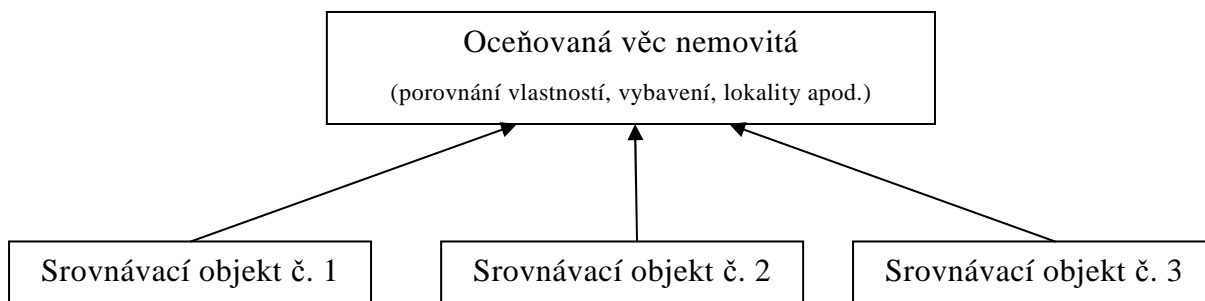 Oceňovaná věc nemovitá
(porovnání vlastností, vybavení, lokality apod.)
Srovnávací objekt č. 1
Srovnávací objekt č. 2
Srovnávací objekt č. 3